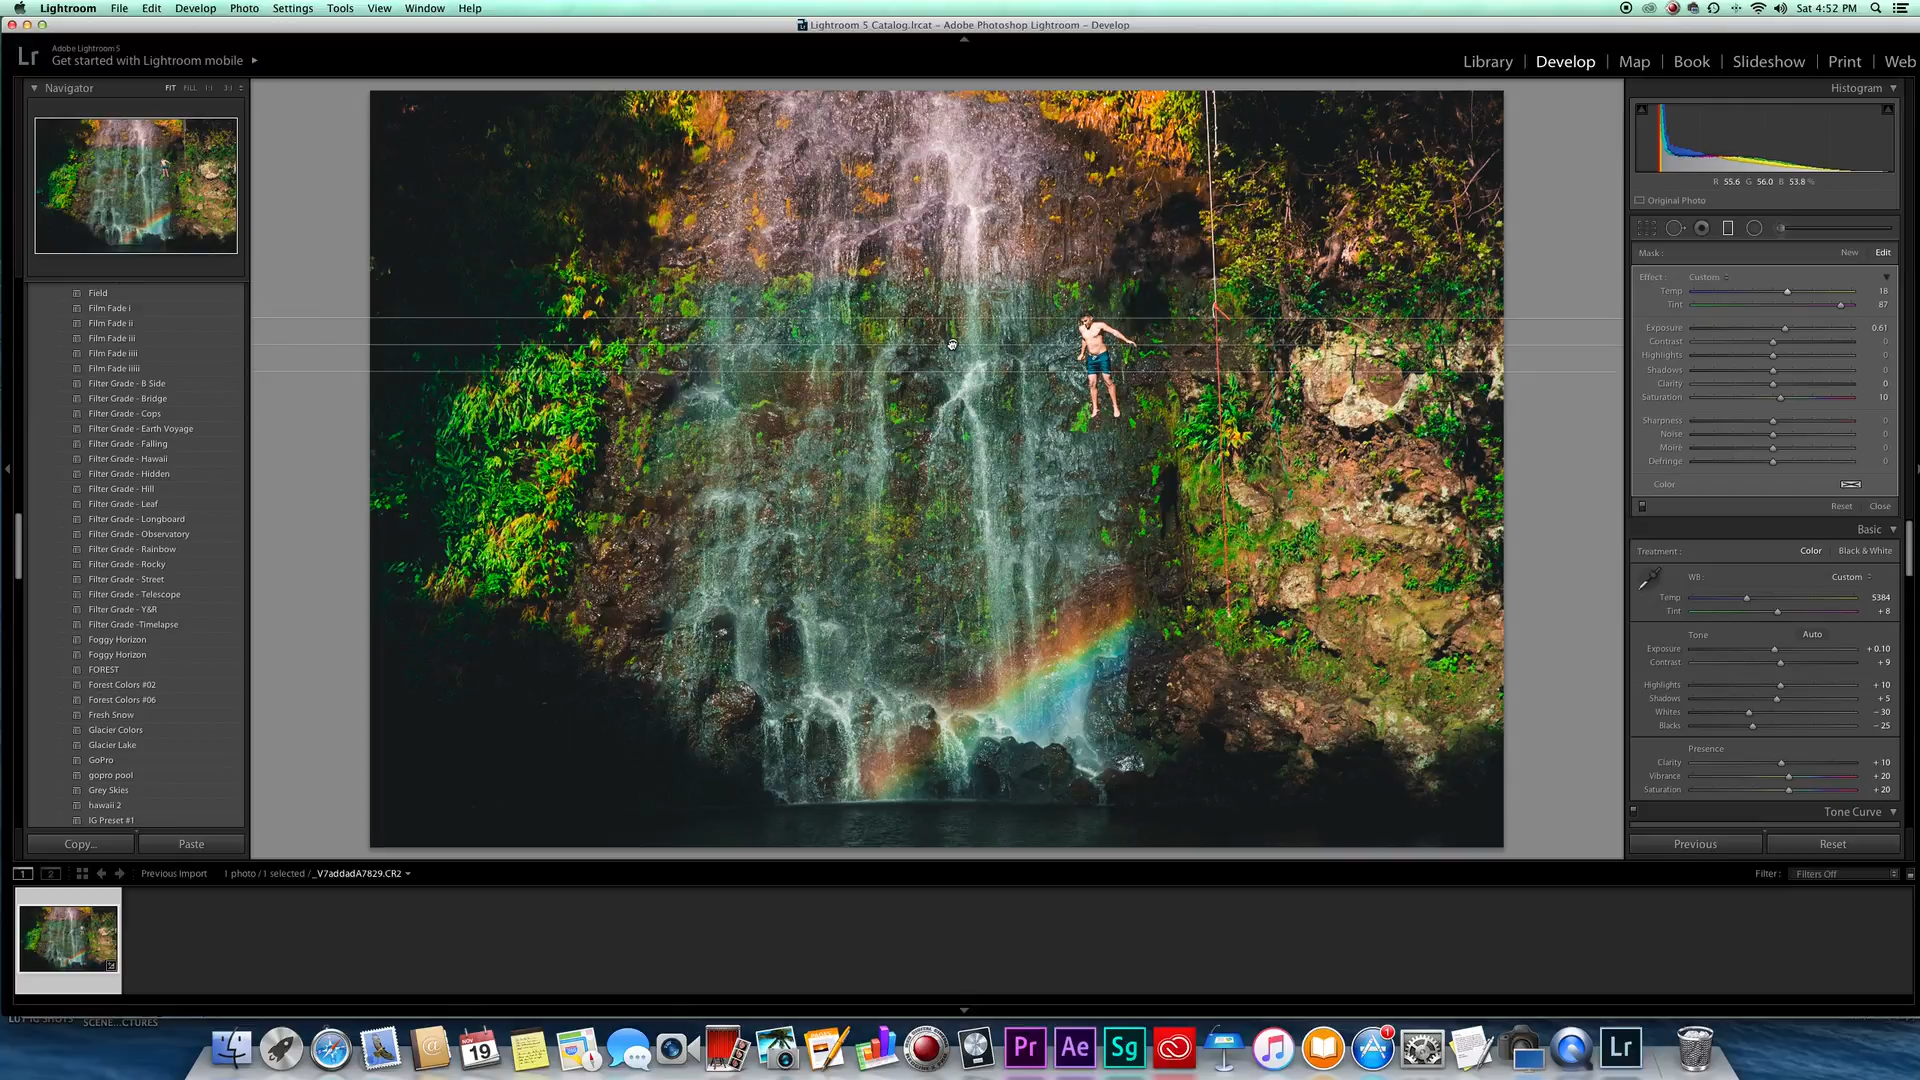 Lightroom File Edit Develop Photo Settings Tools View Window Help
Sat 4:52 PM
Lightroom 5 Catalog.lrcat - Adobe Photoshop Lightroom - Develop
Lr
Adobe Lightroom 5
Get started with Lightroom mobile
Library | Develop | Map | Book | Slideshow | Print | Web
Navigator FIT FILL 1:1 3:1
Field
Film Fade i
Film Fade ii
Film Fade iii
Film Fade iiii
Film Fade iiiii
Filter Grade - B Side
Filter Grade - Bridge
Filter Grade - Cops
Filter Grade - Earth Voyage
Filter Grade - Falling
Filter Grade - Hawaii
Filter Grade - Hidden
Filter Grade - Hill
Filter Grade - Leaf
Filter Grade - Longboard
Filter Grade - Observatory
Filter Grade - Rainbow
Filter Grade - Rocky
Filter Grade - Street
Filter Grade - Telescope
Filter Grade - Y&R
Filter Grade -Timelapse
Foggy Horizon
Foggy Horizon
FOREST
Forest Colors #02
Forest Colors #06
Fresh Snow
Glacier Colors
Glacier Lake
GoPro
gopro pool
Grey Skies
hawaii 2
IG Preset #1
Copy... Paste
Histogram
R 55.6 G 56.0 B 53.8 %
Original Photo
Mask : New Edit
Effect : Custom
Temp 18
Tint 87
Exposure 0.61
Contrast 0
Highlights 0
Shadows 0
Clarity 0
Saturation 10
Sharpness 0
Noise 0
Moire 0
Defringe 0
Color
Reset Close
Basic
Treatment : Color Black & White
WB : Custom
Temp 5384
Tint + 8
Tone Auto
Exposure + 0.10
Contrast + 9
Highlights + 10
Shadows + 5
Whites - 30
Blacks - 25
Presence
Clarity + 10
Vibrance + 20
Saturation + 20
Tone Curve
Previous Reset
1 2 Previous Import 1 photo / 1 selected / _V7addadA7829.CR2
Filter : Filters Off
SCENE...CTURES
NOV
19
Pr Ae Sg
1
Lr